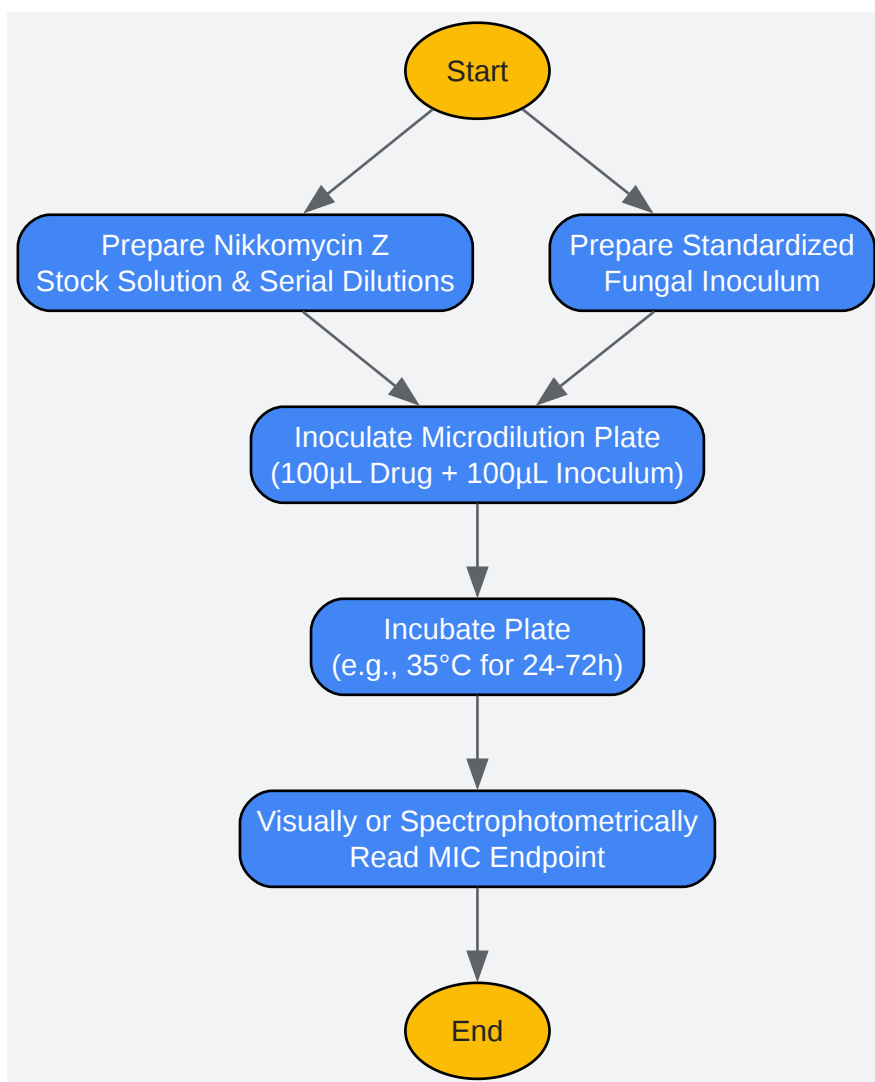 Start
Prepare Nikkomycin Z
Stock Solution & Serial Dilutions
Prepare Standardized
Fungal Inoculum
Inoculate Microdilution Plate
(100µL Drug + 100µL Inoculum)
Incubate Plate
(e.g., 35°C for 24-72h)
Visually or Spectrophotometrically
Read MIC Endpoint
End